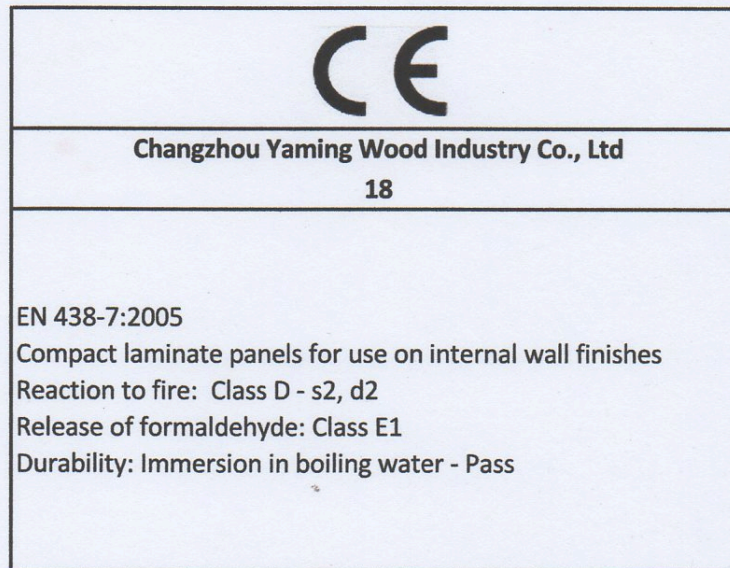 CE
Changzhou Yaming Wood Industry Co., Ltd
18
EN 438-7:2005
Compact laminate panels for use on internal wall finishes
Reaction to fire:  Class D - s2, d2
Release of formaldehyde: Class E1
Durability: Immersion in boiling water - Pass